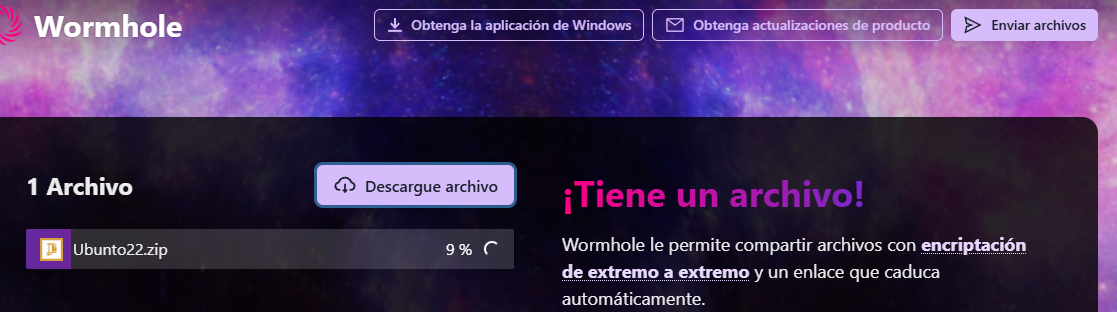 Wormhole
Obtenga la aplicación de Windows
Obtenga actualizaciones de producto
Enviar archivos
1 Archivo
Descargue archivo
Ubunto22.zip
9 %
¡Tiene un archivo!
Wormhole le permite compartir archivos con encriptación
de extremo a extremo y un enlace que caduca
automáticamente.